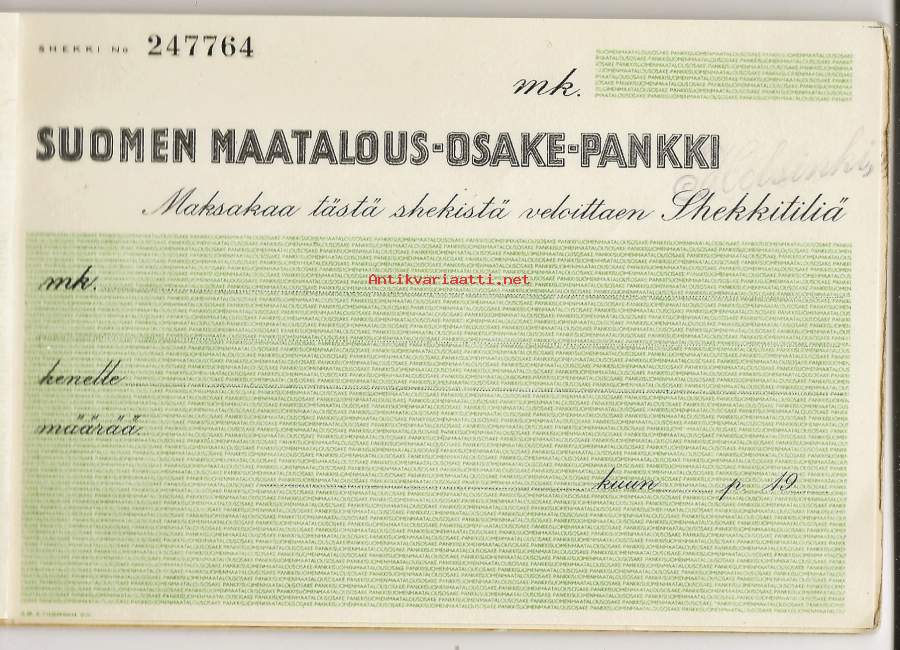 SHEKKI No 247764
mk.
SUOMEN MAATALOUS-OSAKE-PANKKI
Helsinki,
Maksakaa tästä shekistä veloittaen Shekkitiliä
Antikvariaatti.net
mk.
kenelle
määrää
kuun p. 19